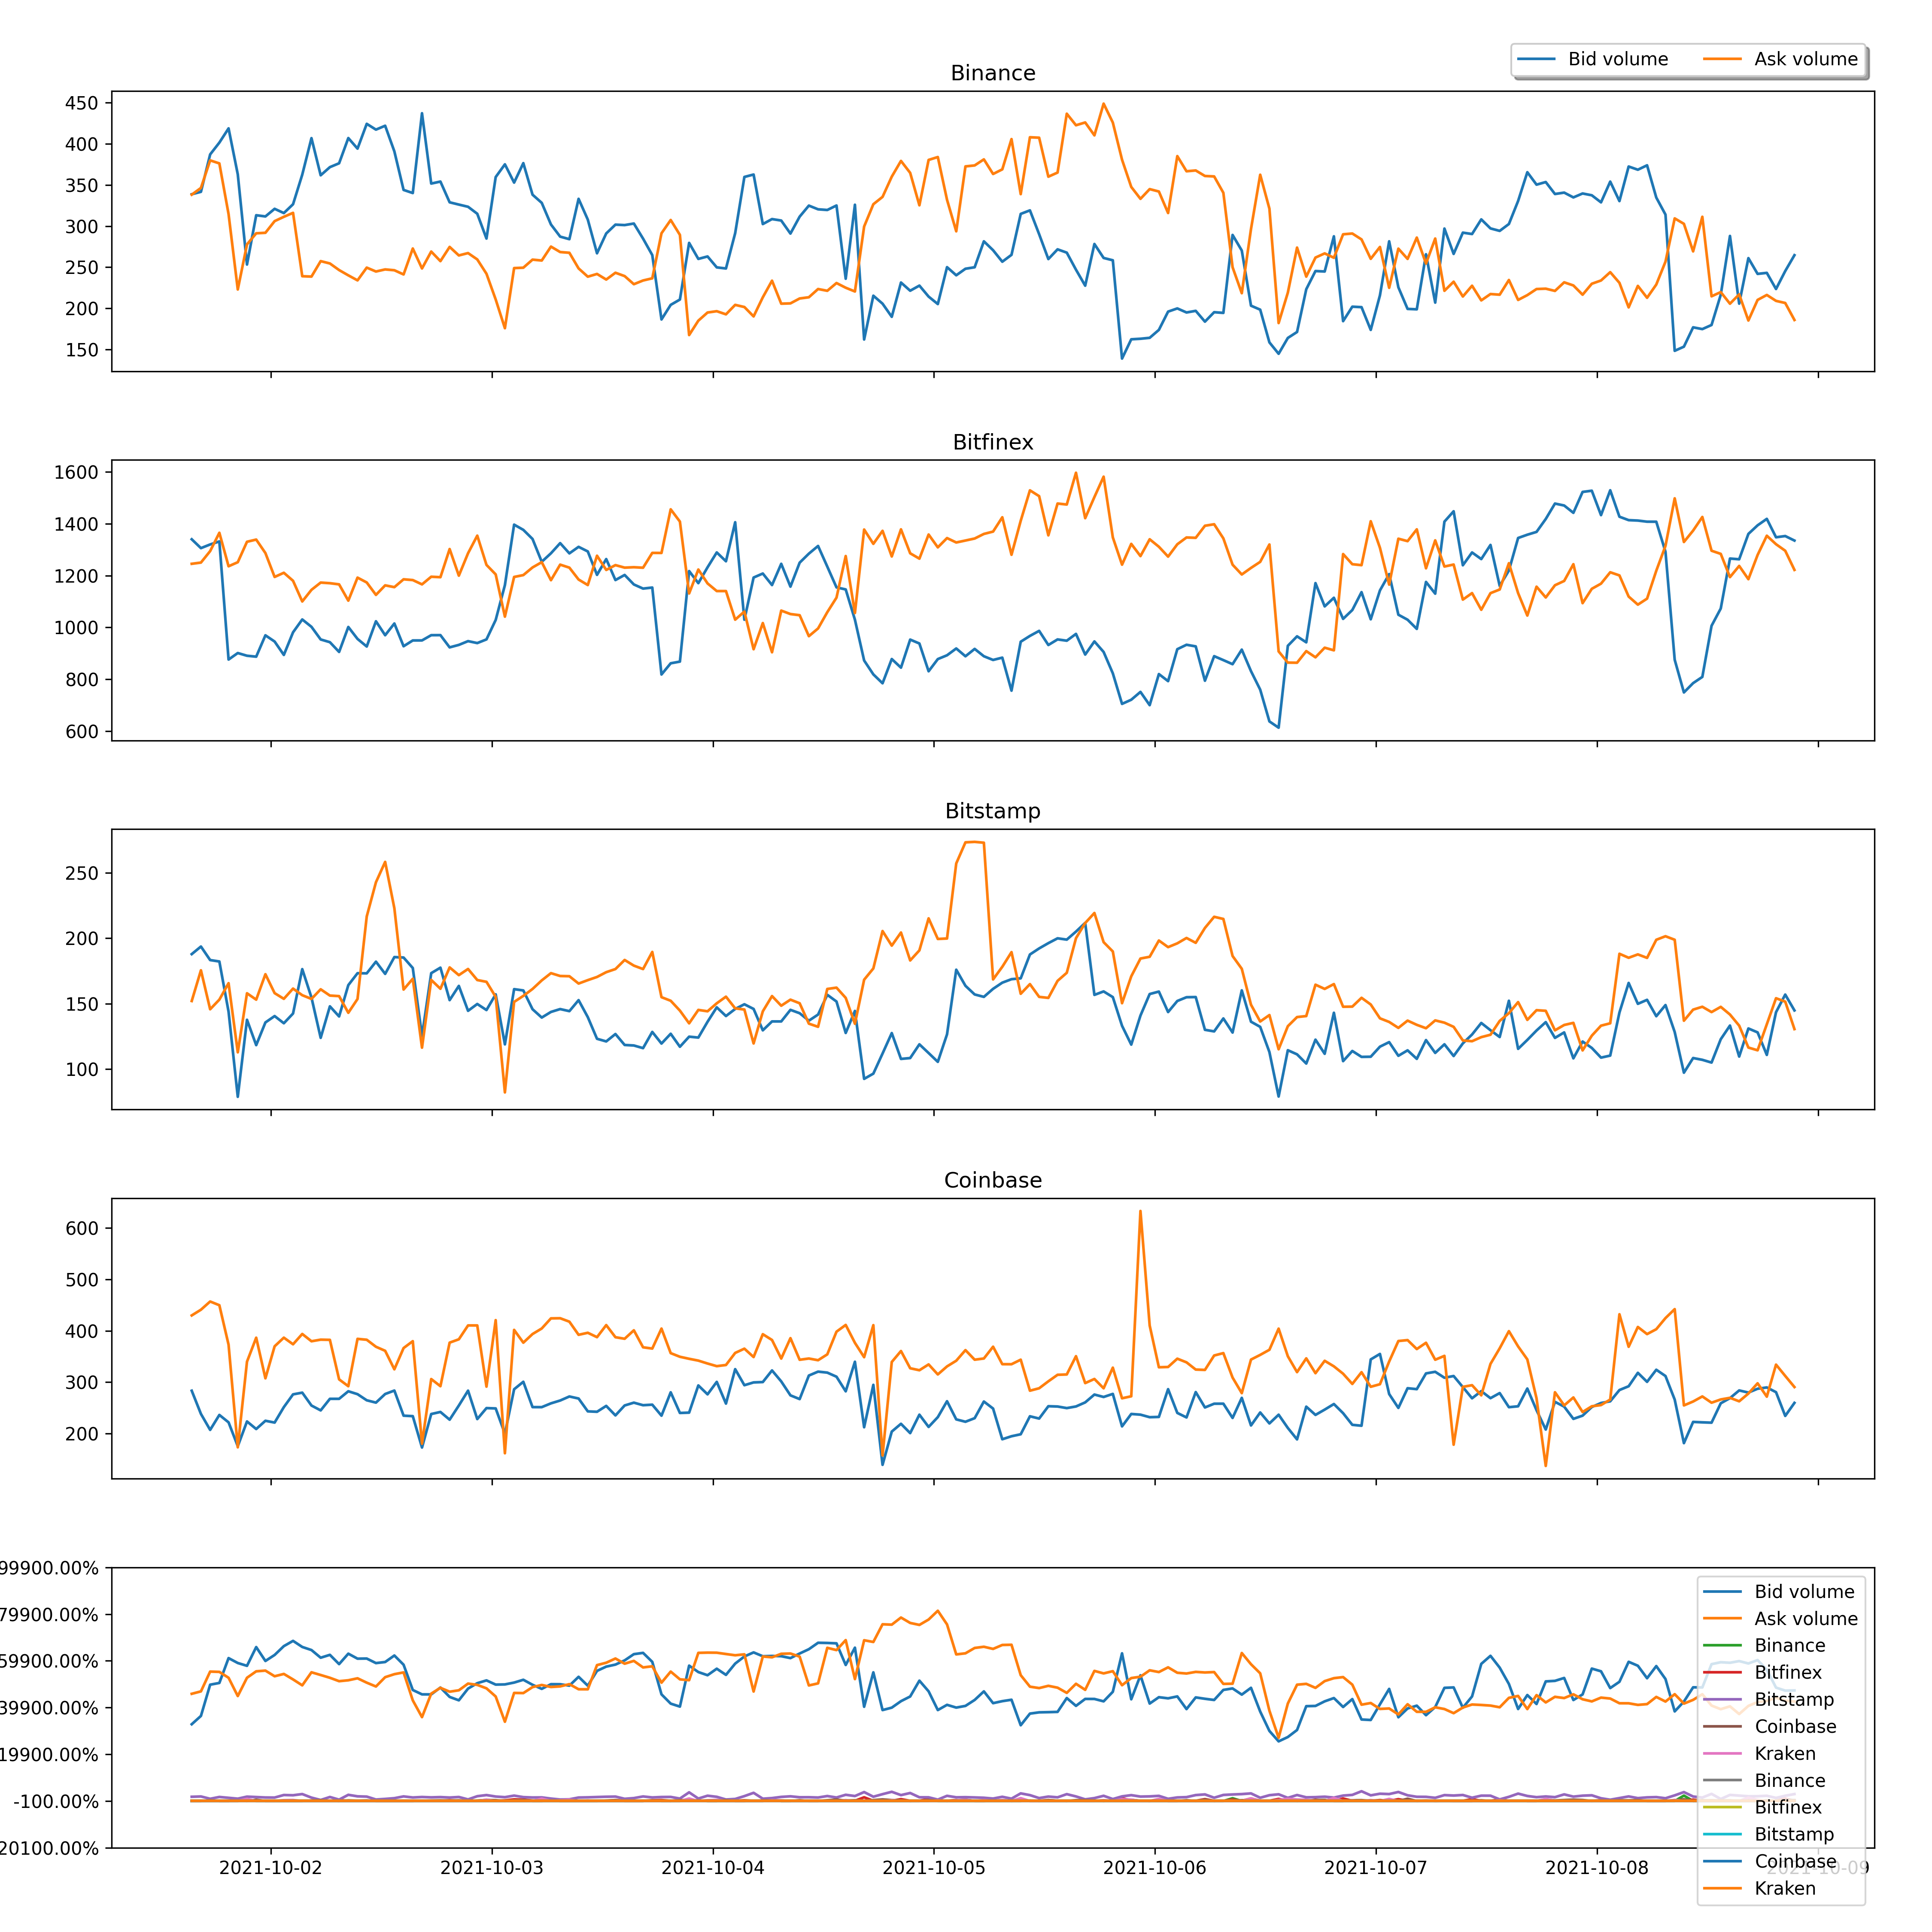 Bid volume Ask volume
Binance
450
400
350
300
250
200
150
Bitfinex
1600
1400
1200
1000
800
600
Bitstamp
250
200
150
100
Coinbase
600
500
400
300
200
99900.00%
79900.00%
59900.00%
39900.00%
19900.00%
-100.00%
20100.00%
Bid volume
Ask volume
Binance
Bitfinex
Bitstamp
Coinbase
Kraken
Binance
Bitfinex
Bitstamp
Coinbase
Kraken
2021-10-02 2021-10-03 2021-10-04 2021-10-05 2021-10-06 2021-10-07 2021-10-08 2021-10-09